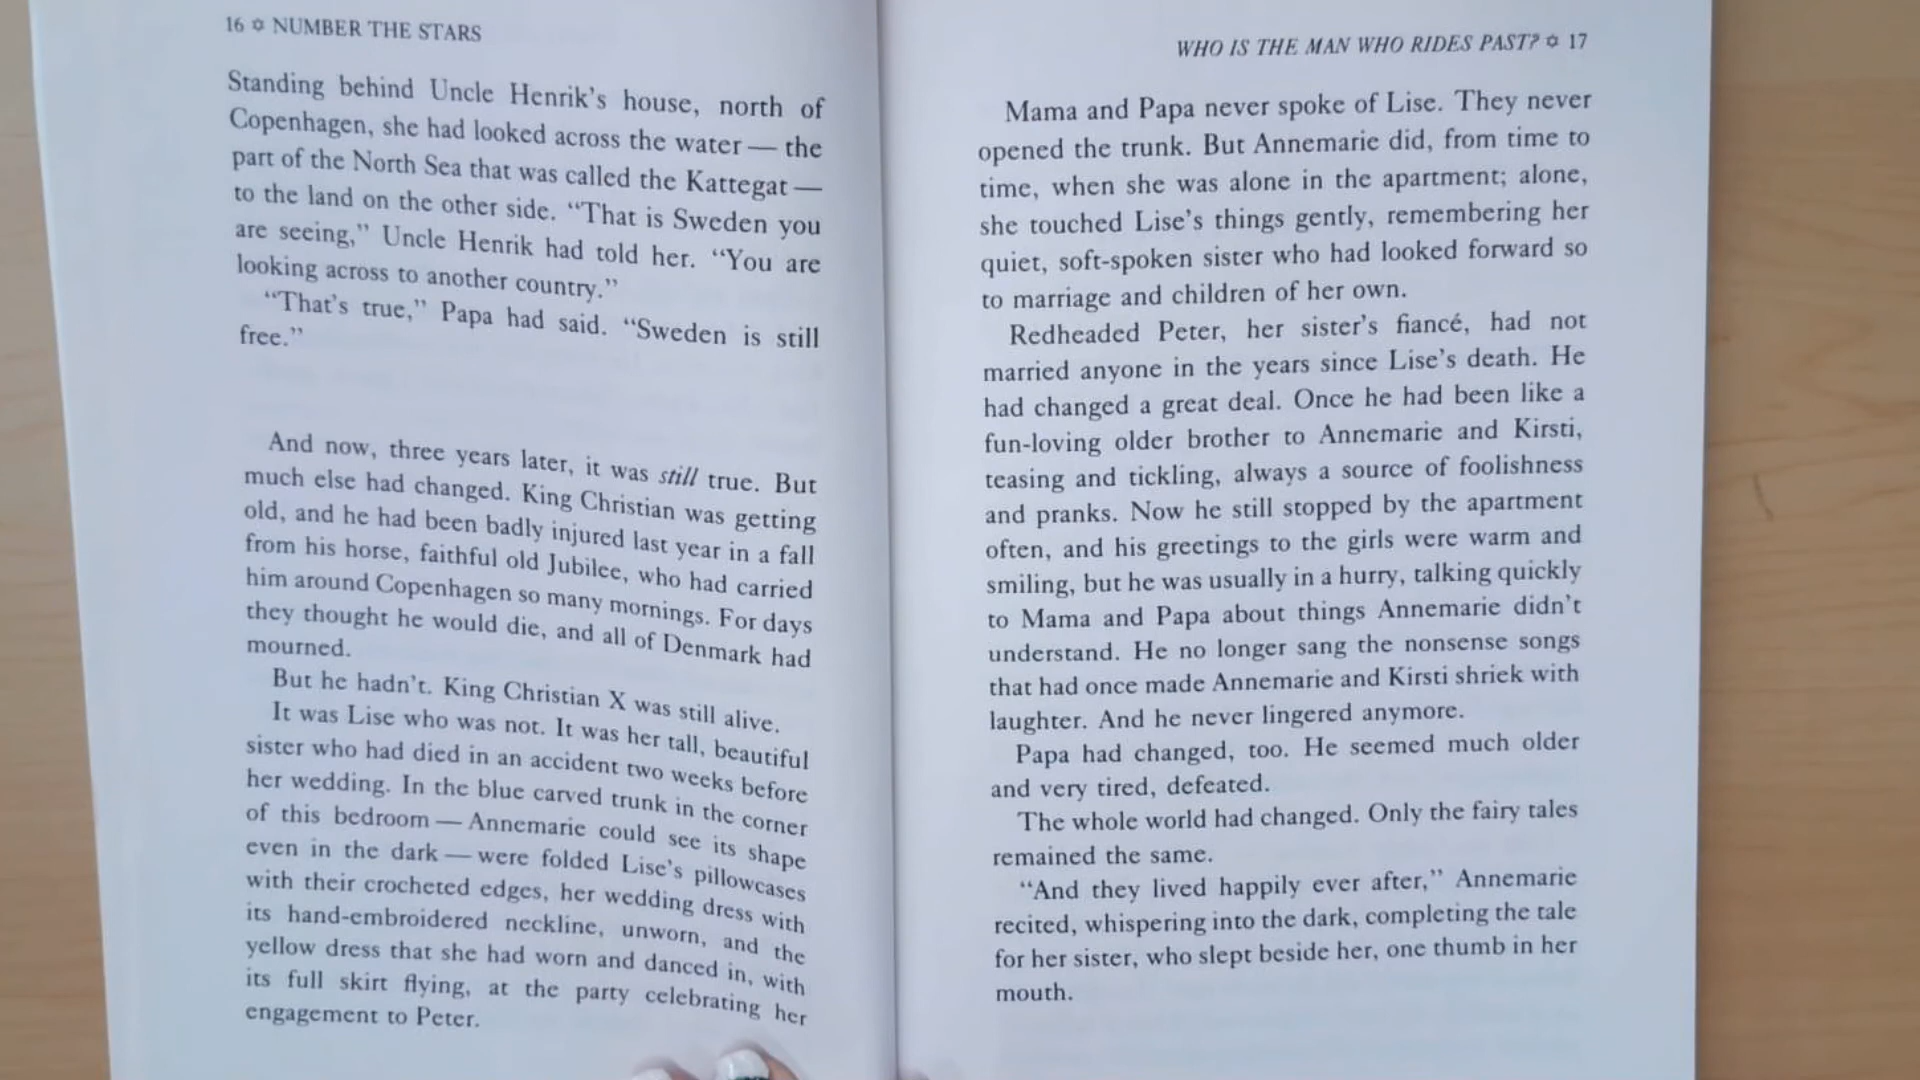 16 ✡ NUMBER THE STARS
Standing behind Uncle Henrik's house, north of
Copenhagen, she had looked across the water — the
part of the North Sea that was called the Kattegat —
to the land on the other side. “That is Sweden you
are seeing,” Uncle Henrik had told her. “You are
looking across to another country.”
“That's true,” Papa had said. “Sweden is still
free.”
And now, three years later, it was still true. But
much else had changed. King Christian was getting
old, and he had been badly injured last year in a fall
from his horse, faithful old Jubilee, who had carried
him around Copenhagen so many mornings. For days
they thought he would die, and all of Denmark had
mourned.
But he hadn't. King Christian X was still alive.
It was Lise who was not. It was her tall, beautiful
sister who had died in an accident two weeks before
her wedding. In the blue carved trunk in the corner
of this bedroom — Annemarie could see its shape
even in the dark — were folded Lise's pillowcases
with their crocheted edges, her wedding dress with
its hand-embroidered neckline, unworn, and the
yellow dress that she had worn and danced in, with
its full skirt flying, at the party celebrating her
engagement to Peter.
WHO IS THE MAN WHO RIDES PAST? ✡ 17
Mama and Papa never spoke of Lise. They never
opened the trunk. But Annemarie did, from time to
time, when she was alone in the apartment; alone,
she touched Lise's things gently, remembering her
quiet, soft-spoken sister who had looked forward so
to marriage and children of her own.
Redheaded Peter, her sister's fiancé, had not
married anyone in the years since Lise's death. He
had changed a great deal. Once he had been like a
fun-loving older brother to Annemarie and Kirsti,
teasing and tickling, always a source of foolishness
and pranks. Now he still stopped by the apartment
often, and his greetings to the girls were warm and
smiling, but he was usually in a hurry, talking quickly
to Mama and Papa about things Annemarie didn't
understand. He no longer sang the nonsense songs
that had once made Annemarie and Kirsti shriek with
laughter. And he never lingered anymore.
Papa had changed, too. He seemed much older
and very tired, defeated.
The whole world had changed. Only the fairy tales
remained the same.
“And they lived happily ever after,” Annemarie
recited, whispering into the dark, completing the tale
for her sister, who slept beside her, one thumb in her
mouth.